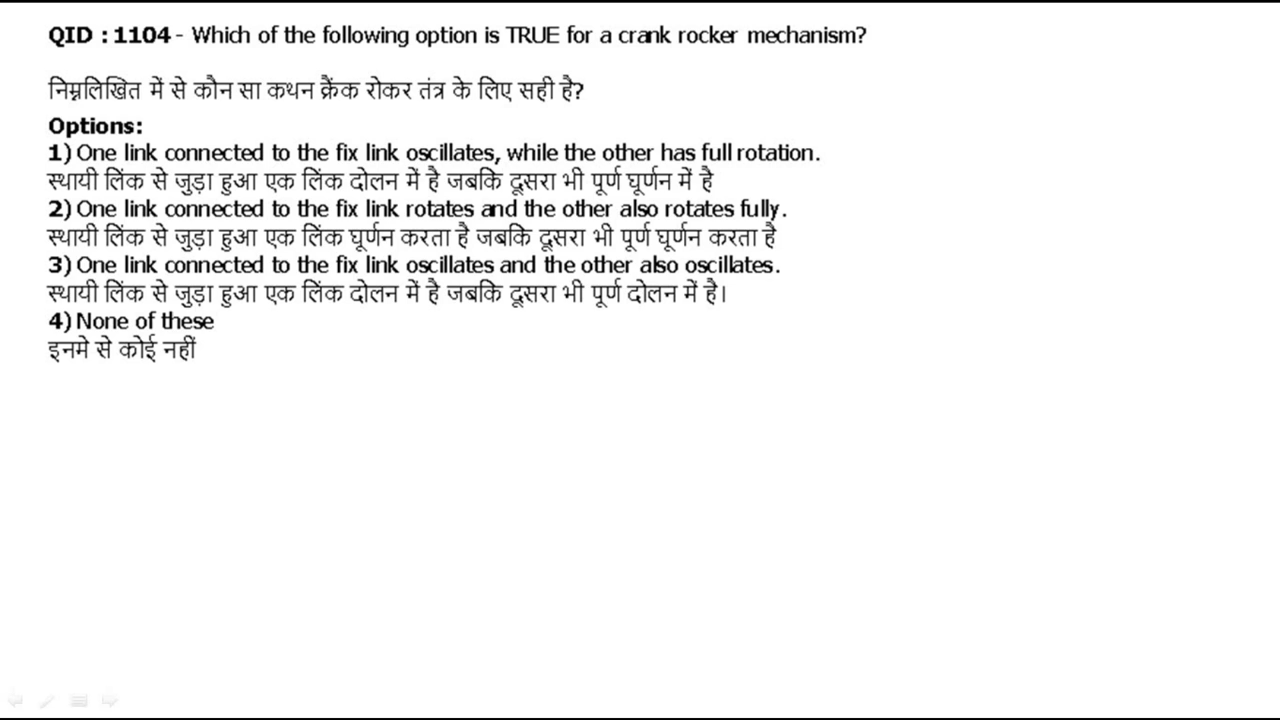 QID : 1104 - Which of the following option is TRUE for a crank rocker mechanism?
निम्नलिखित में से कौन सा कथन क्रैंक रोकर तंत्र के लिए सही है?
Options:
1) One link connected to the fix link oscillates, while the other has full rotation.
स्थायी लिंक से जुड़ा हुआ एक लिंक दोलन में है जबकि दूसरा भी पूर्ण घूर्णन में है
2) One link connected to the fix link rotates and the other also rotates fully.
स्थायी लिंक से जुड़ा हुआ एक लिंक घूर्णन करता है जबकि दूसरा भी पूर्ण घूर्णन करता है
3) One link connected to the fix link oscillates and the other also oscillates.
स्थायी लिंक से जुड़ा हुआ एक लिंक दोलन में है जबकि दूसरा भी पूर्ण दोलन में है।
4) None of these
इनमे से कोई नहीं